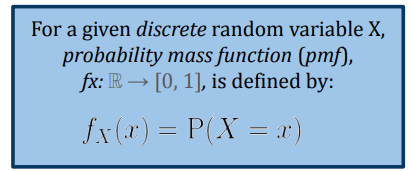 For a given discrete random variable X,
probability mass function (pmf),
fx: ℝ → [0, 1], is defined by:
f_X(x) = P(X = x)